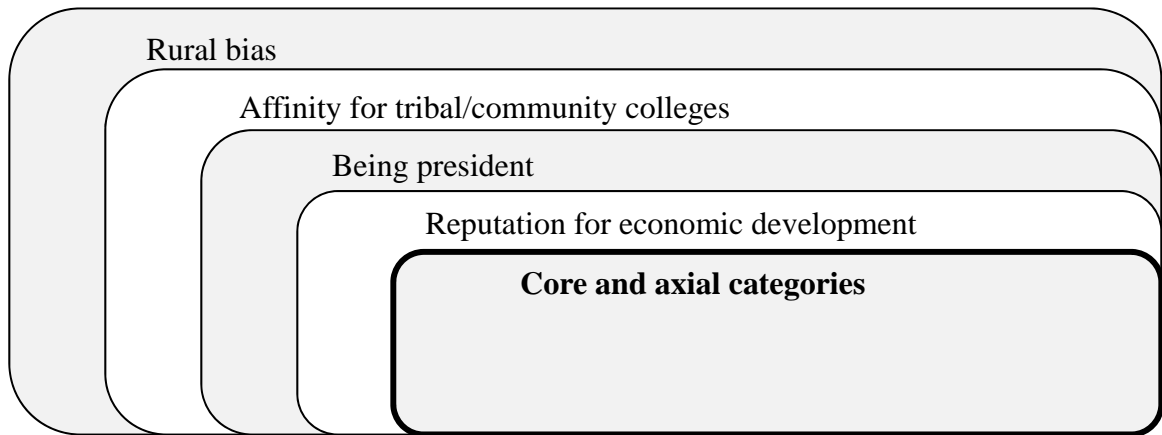 Rural bias
Affinity for tribal/community colleges
Being president
Reputation for economic development
Core and axial categories